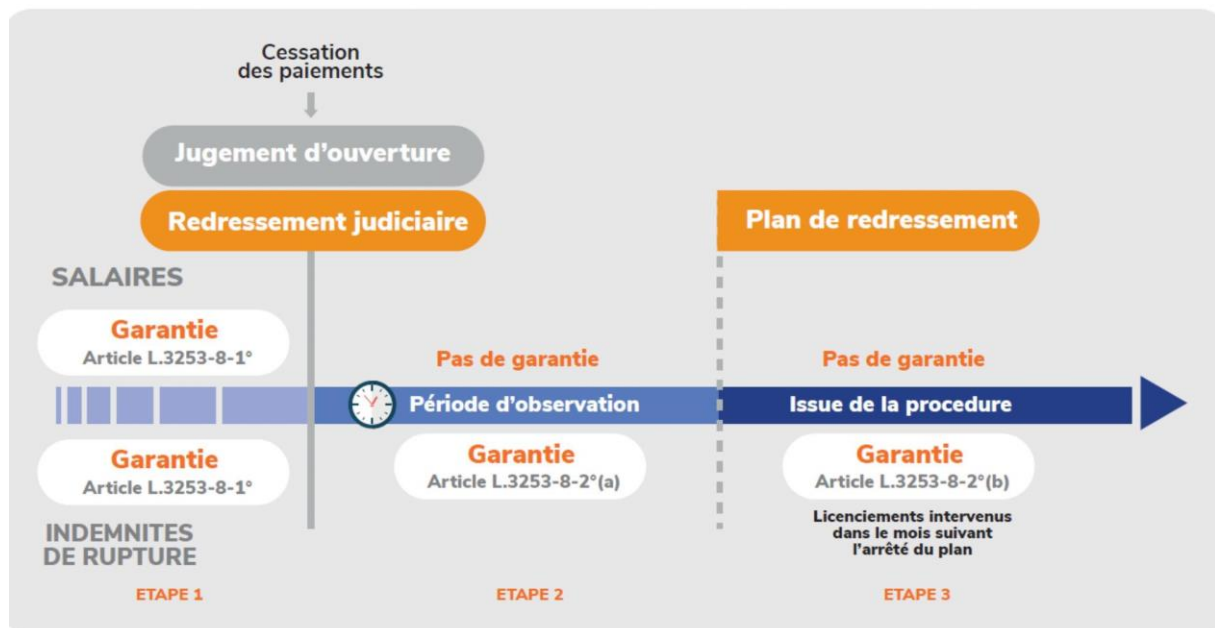 Cessation
des paiements
Jugement d'ouverture
Redressement judiciaire
Plan de redressement
SALAIRES
Garantie
Article L.3253-8-1°
Pas de garantie
Pas de garantie
Période d'observation
Issue de la procedure
Garantie
Article L.3253-8-1°
Garantie
Article L.3253-8-2°(a)
Garantie
Article L.3253-8-2°(b)
Licenciements intervenus
dans le mois suivant
l'arrêté du plan
INDEMNITES
DE RUPTURE
ETAPE 1
ETAPE 2
ETAPE 3